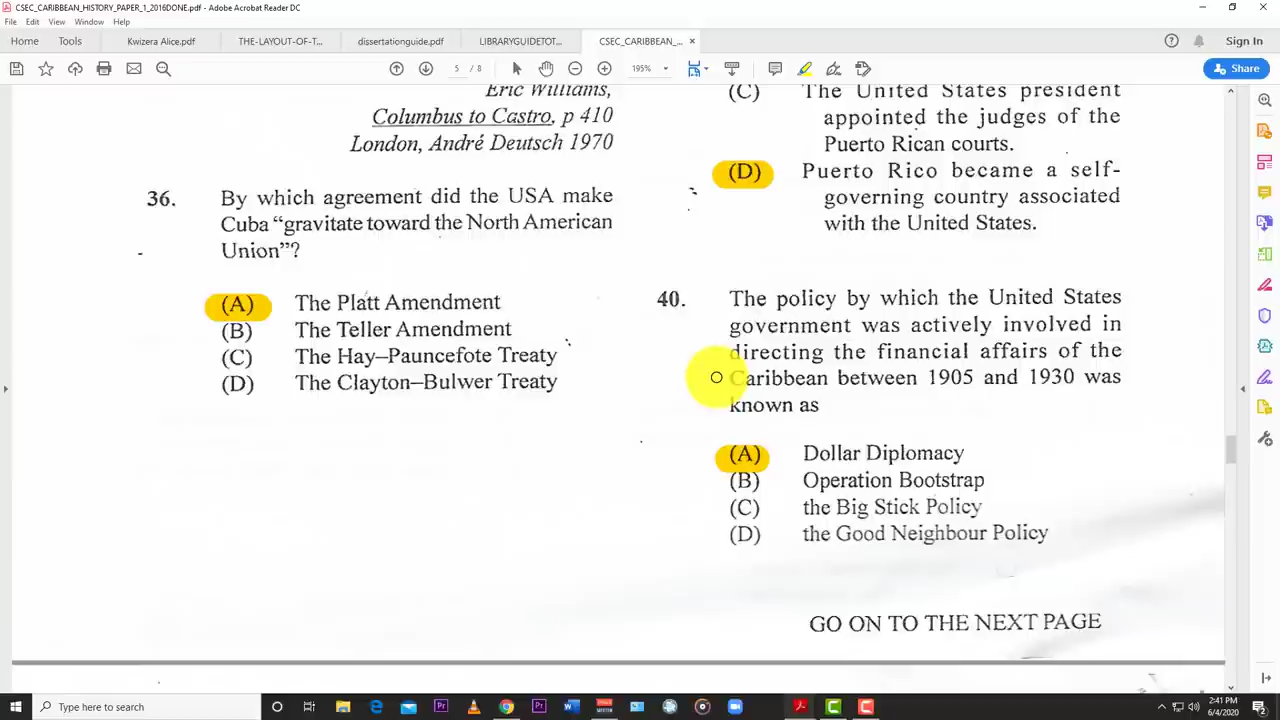 CSEC_CARIBBEAN_HISTORY_PAPER_1_2016DONE.pdf - Adobe Acrobat Reader DC
File Edit View Window Help
Home Tools Kwizera Alice.pdf THE-LAYOUT-OF-T... dissertationguide.pdf LIBRARYGUIDETOT... CSEC_CARIBBEAN_... × Sign In
5 / 8 195% Share
Eric Williams,
Columbus to Castro, p 410
London, André Deutsch 1970
36. By which agreement did the USA make
Cuba “gravitate toward the North American
Union”?
(A) The Platt Amendment
(B) The Teller Amendment
(C) The Hay–Pauncefote Treaty
(D) The Clayton–Bulwer Treaty
(C) The United States president
appointed the judges of the
Puerto Rican courts.
(D) Puerto Rico became a self-
governing country associated
with the United States.
40. The policy by which the United States
government was actively involved in
directing the financial affairs of the
Caribbean between 1905 and 1930 was
known as
(A) Dollar Diplomacy
(B) Operation Bootstrap
(C) the Big Stick Policy
(D) the Good Neighbour Policy
GO ON TO THE NEXT PAGE
Type here to search
2:41 PM
6/4/2020